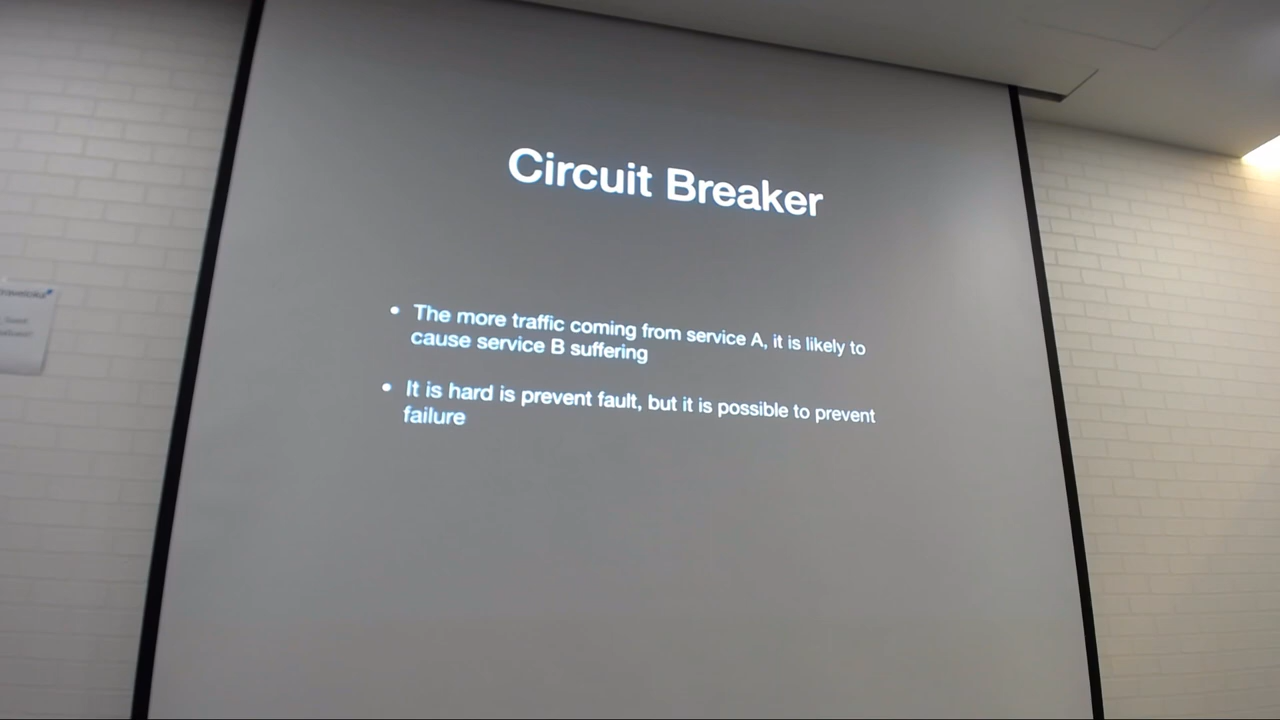 Circuit Breaker
• The more traffic coming from service A, it is likely to
cause service B suffering
• It is hard is prevent fault, but it is possible to prevent
failure